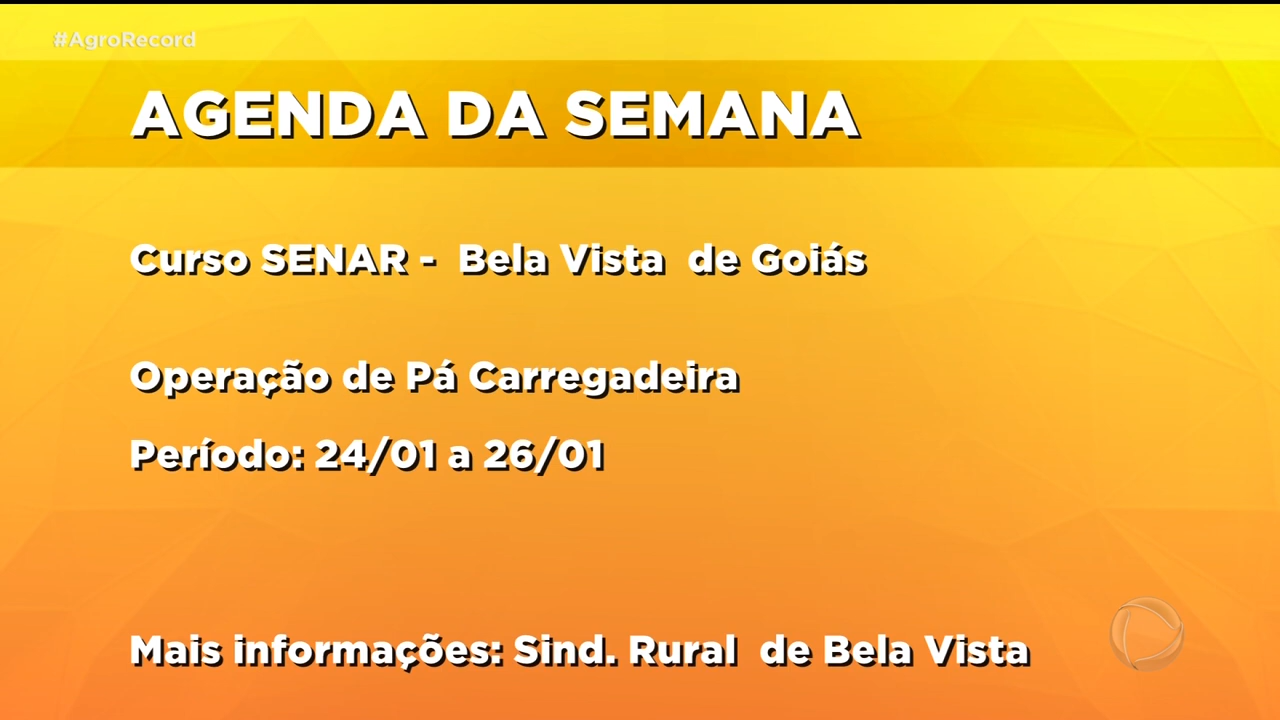 #AgroRecord
AGENDA DA SEMANA
Curso SENAR - Bela Vista de Goiás
Operação de Pá Carregadeira
Período: 24/01 a 26/01
Mais informações: Sind. Rural de Bela Vista